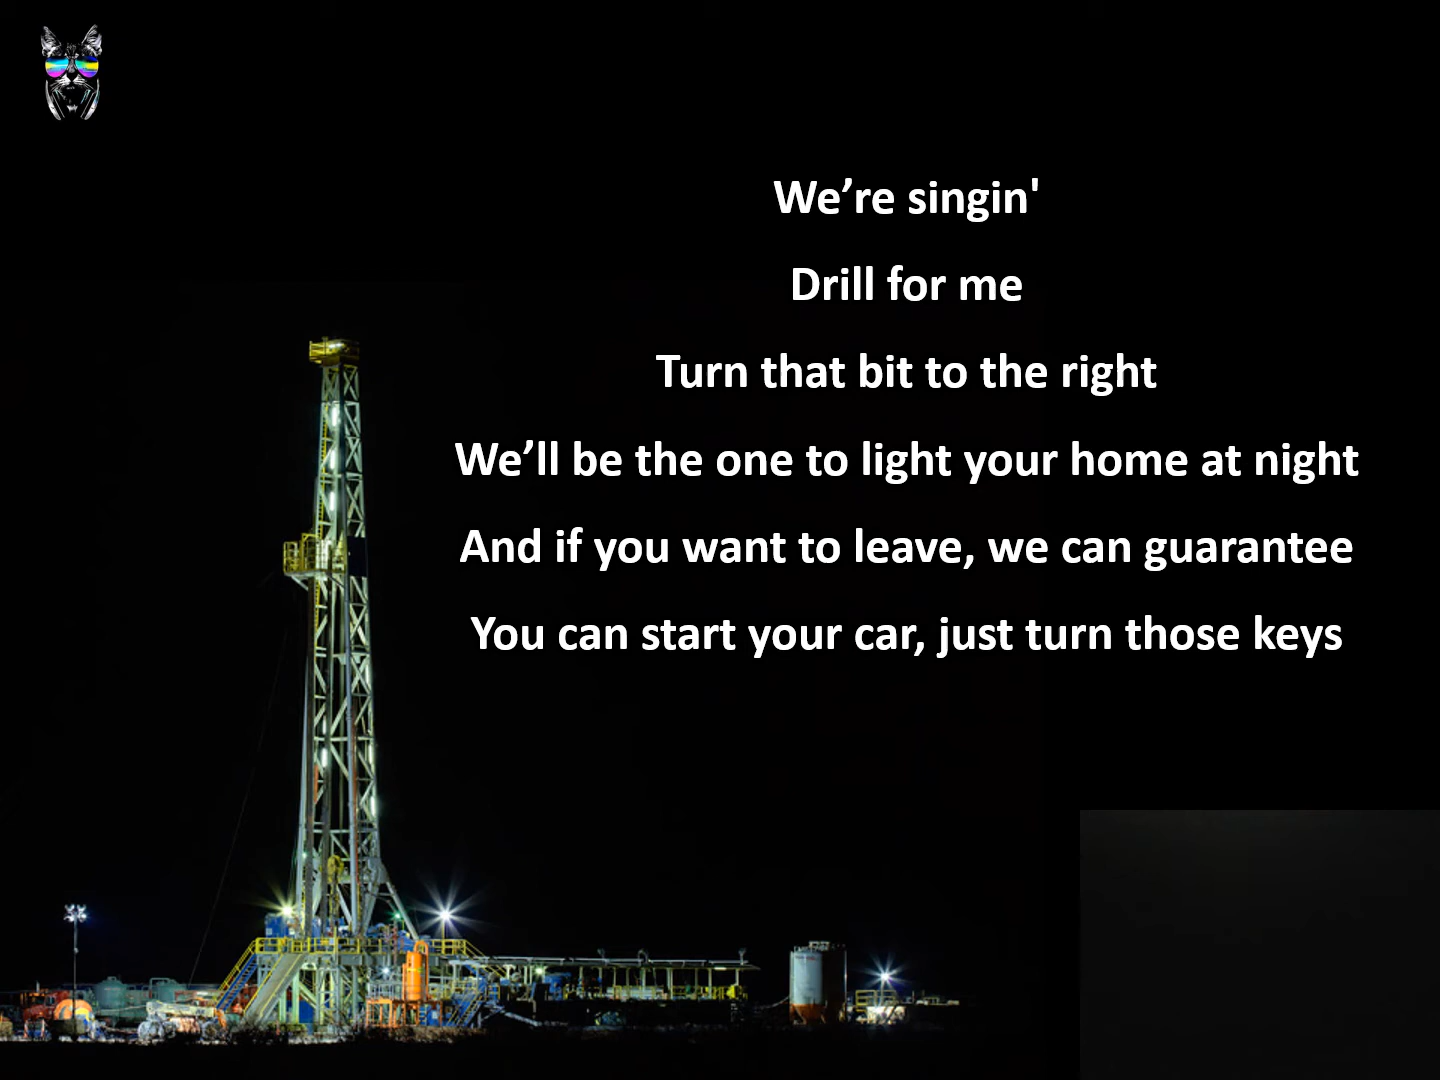 We’re singin'
Drill for me
Turn that bit to the right
We’ll be the one to light your home at night
And if you want to leave, we can guarantee
You can start your car, just turn those keys